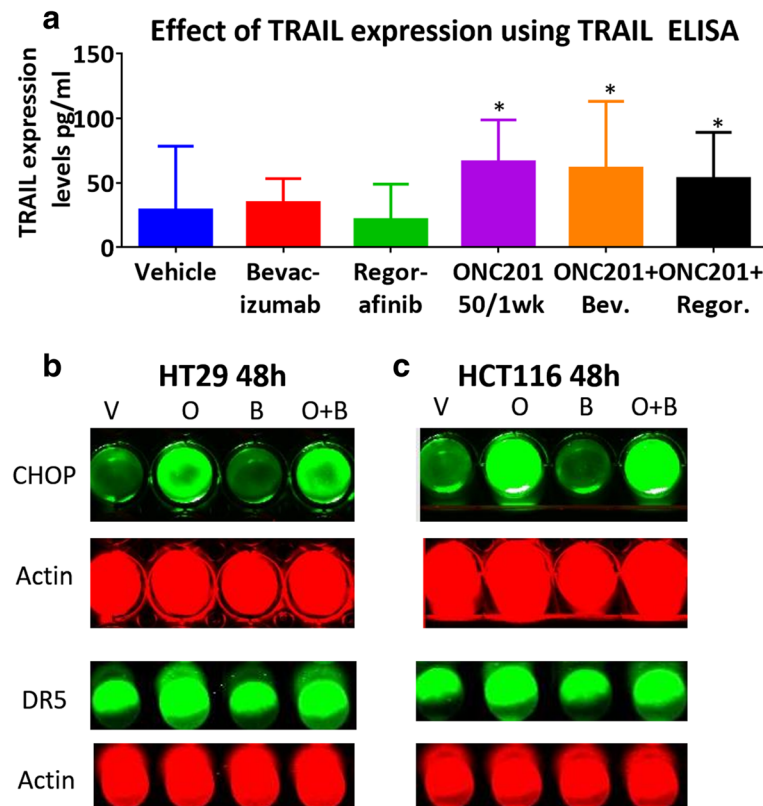 a
Effect of TRAIL expression using TRAIL ELISA
TRAIL expression
levels pg/ml
150
100
50
0
*
*
*
Vehicle
Bevac-
izumab
Regor-
afinib
ONC201
50/1wk
ONC201+
Bev.
ONC201+
Regor.
b
HT29 48h
V O B O+B
c
HCT116 48h
V O B O+B
CHOP
Actin
DR5
Actin